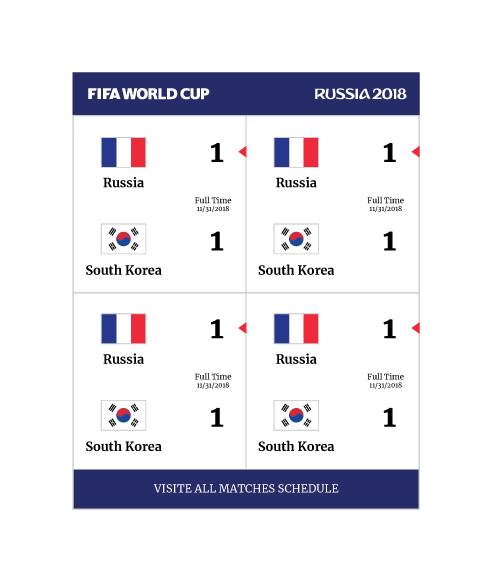 FIFA WORLD CUP
RUSSIA 2018
1
Russia
Full Time
11/31/2018
1
South Korea
1
Russia
Full Time
11/31/2018
1
South Korea
1
Russia
Full Time
11/31/2018
1
South Korea
1
Russia
Full Time
11/31/2018
1
South Korea
VISITE ALL MATCHES SCHEDULE